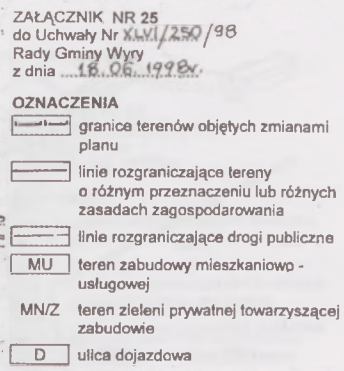 ZAŁĄCZNIK NR 25
do Uchwały Nr XLVI/250/98
Rady Gminy Wyry
z dnia 18.06.1998r.
OZNACZENIA
granice terenów objętych zmianami
planu
linie rozgraniczające tereny
o różnym przeznaczeniu lub różnych
zasadach zagospodarowania
linie rozgraniczające drogi publiczne
MU teren zabudowy mieszkaniowo -
usługowej
MN/Z teren zieleni prywatnej towarzyszącej
zabudowie
D ulica dojazdowa